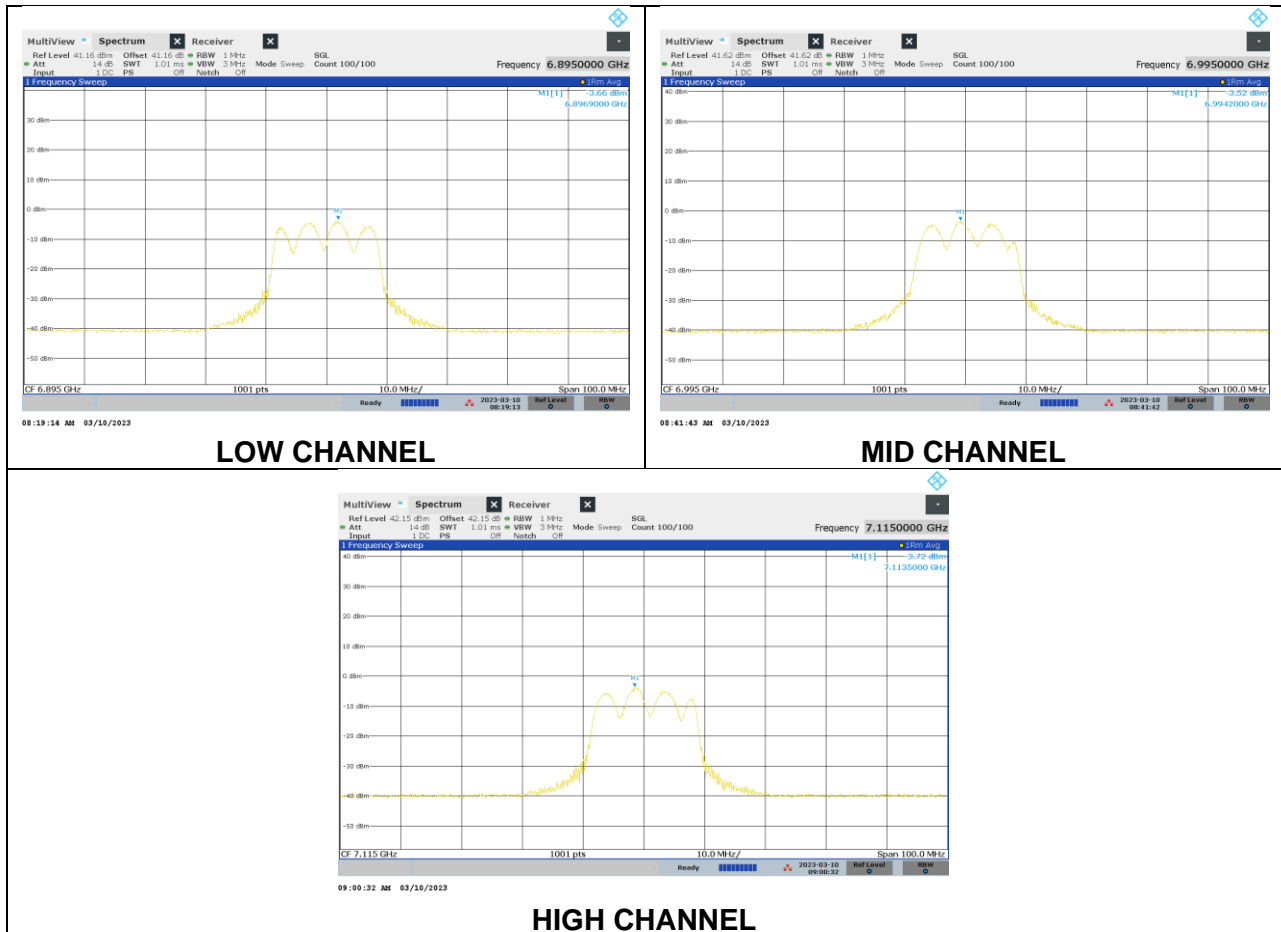 MultiView Spectrum X Receiver X
Ref Level 41.16 dBm Offset 41.16 dB RBW 1 MHz SGL
Att 14 dB SWT 1.01 ms VBW 3 MHz Mode Sweep Count 100/100 Frequency 6.8950000 GHz
Input 1 DC PS Off Notch Off
1 Frequency Sweep 1Rm Avg
M1[1] -3.66 dBm
6.8969000 GHz
30 dBm
20 dBm
10 dBm
0 dBm
M1
-10 dBm
-20 dBm
-30 dBm
-40 dBm
-50 dBm
CF 6.895 GHz 1001 pts 10.0 MHz/ Span 100.0 MHz
Ready 2023-03-10 Ref Level RBW
08:19:13
08:19:14 AM 03/10/2023
LOW CHANNEL
MultiView Spectrum X Receiver X
Ref Level 41.62 dBm Offset 41.62 dB RBW 1 MHz SGL
Att 14 dB SWT 1.01 ms VBW 3 MHz Mode Sweep Count 100/100 Frequency 6.9950000 GHz
Input 1 DC PS Off Notch Off
1 Frequency Sweep 1Rm Avg
40 dBm M1[1] -3.52 dBm
6.9942000 GHz
30 dBm
20 dBm
10 dBm
0 dBm
M1
-10 dBm
-20 dBm
-30 dBm
-40 dBm
-50 dBm
CF 6.995 GHz 1001 pts 10.0 MHz/ Span 100.0 MHz
Ready 2023-03-10 Ref Level RBW
08:41:42
08:41:43 AM 03/10/2023
MID CHANNEL
MultiView Spectrum X Receiver X
Ref Level 42.15 dBm Offset 42.15 dB RBW 1 MHz SGL
Att 14 dB SWT 1.01 ms VBW 3 MHz Mode Sweep Count 100/100 Frequency 7.1150000 GHz
Input 1 DC PS Off Notch Off
1 Frequency Sweep 1Rm Avg
40 dBm M1[1] -3.72 dBm
7.1135000 GHz
30 dBm
20 dBm
10 dBm
0 dBm
M1
-10 dBm
-20 dBm
-30 dBm
-40 dBm
-50 dBm
CF 7.115 GHz 1001 pts 10.0 MHz/ Span 100.0 MHz
Ready 2023-03-10 Ref Level RBW
09:00:32
09:00:32 AM 03/10/2023
HIGH CHANNEL